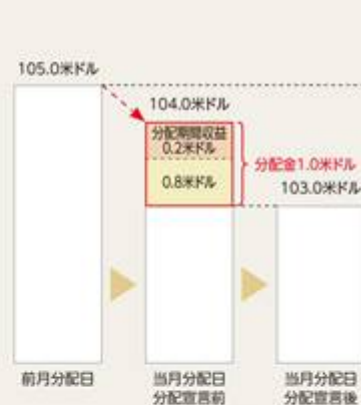 105.0米ドル
104.0米ドル
分配期間収益
0.2米ドル
0.8米ドル
分配金1.0米ドル
103.0米ドル
前月分配日
当月分配日
分配宣言前
当月分配日
分配宣言後